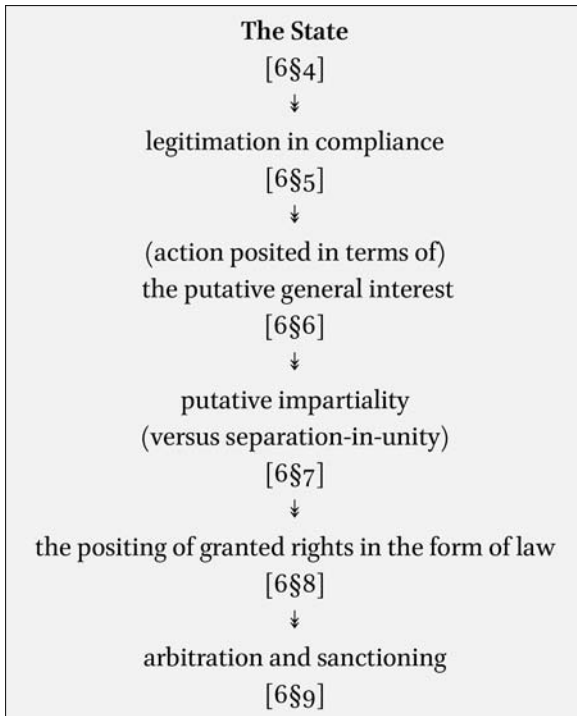 The State
[6§4]
↡
legitimation in compliance
[6§5]
↡
(action posited in terms of)
the putative general interest
[6§6]
↡
putative impartiality
(versus separation-in-unity)
[6§7]
↡
the positing of granted rights in the form of law
[6§8]
↡
arbitration and sanctioning
[6§9]